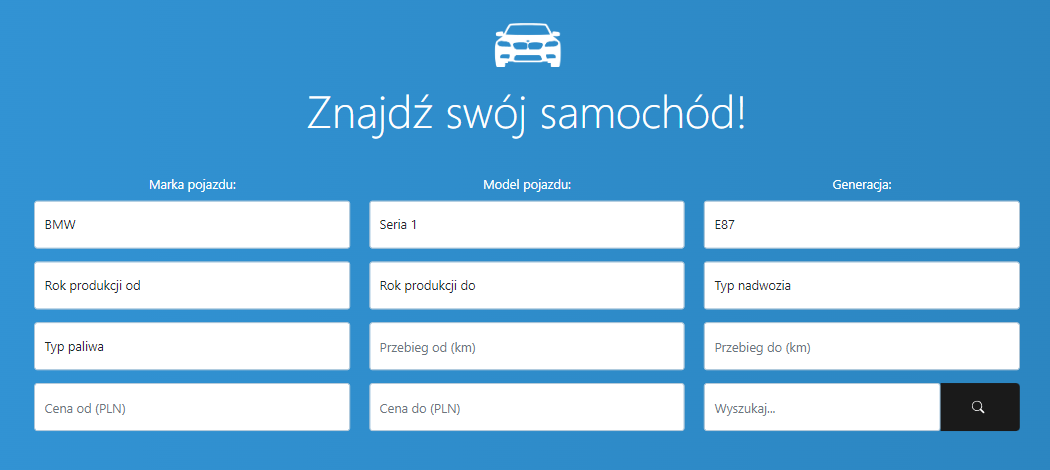 Znajdź swój samochód!
Marka pojazdu:
Model pojazdu:
Generacja:
BMW
Seria 1
E87
Rok produkcji od
Rok produkcji do
Typ nadwozia
Typ paliwa
Przebieg od (km)
Przebieg do (km)
Cena od (PLN)
Cena do (PLN)
Wyszukaj...